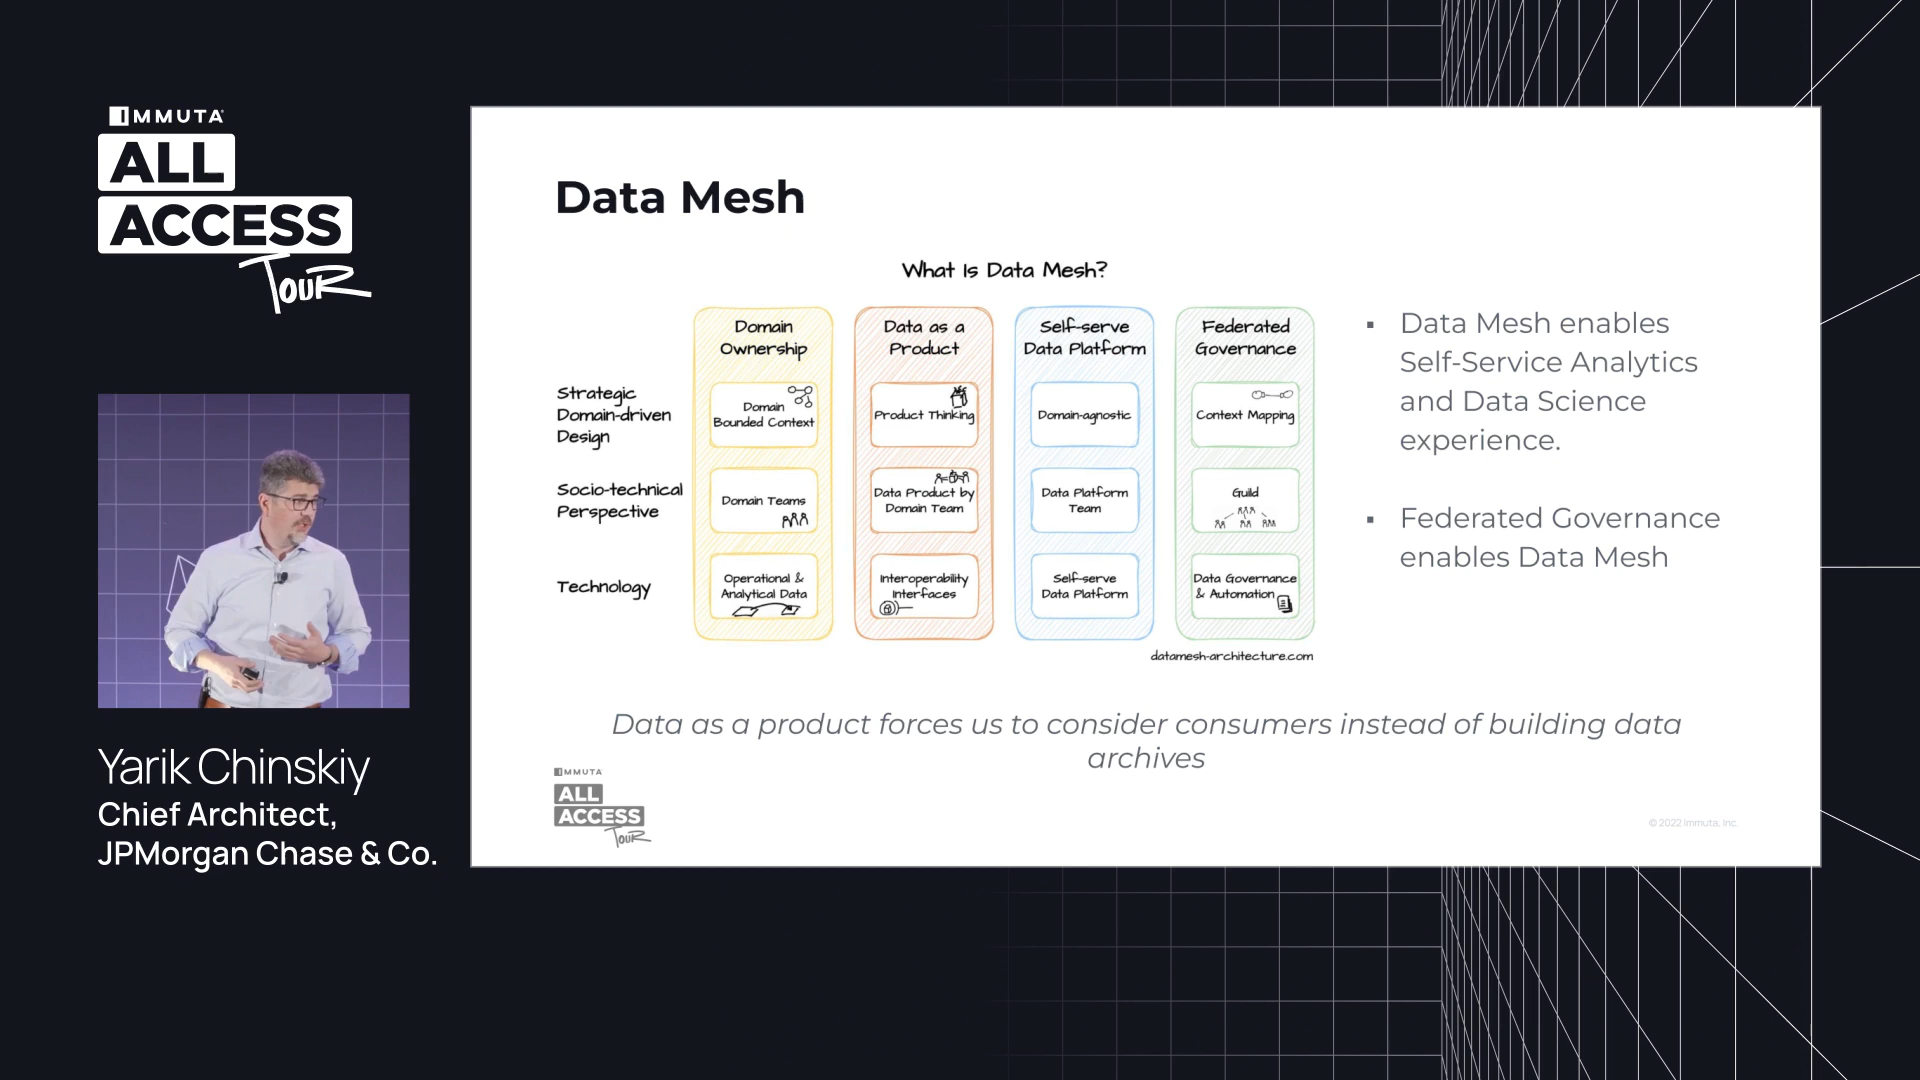 IMMUTA
ALL
ACCESS
TOUR
Yarik Chinskiy
Chief Architect,
JPMorgan Chase & Co.
Data Mesh
What Is Data Mesh?
Domain
Ownership
Data as a
Product
Self-serve
Data Platform
Federated
Governance
Strategic
Domain-driven
Design
Domain
Bounded Context
Product Thinking
Domain-agnostic
Context Mapping
Socio-technical
Perspective
Domain Teams
Data Product by
Domain Team
Data Platform
Team
Guild
Technology
Operational &
Analytical Data
Interoperability
Interfaces
Self-serve
Data Platform
Data Governance
& Automation
datamesh-architecture.com
▪ Data Mesh enables
Self-Service Analytics
and Data Science
experience.
▪ Federated Governance
enables Data Mesh
Data as a product forces us to consider consumers instead of building data
archives
IMMUTA
ALL
ACCESS
TOUR
© 2022 Immuta, Inc.